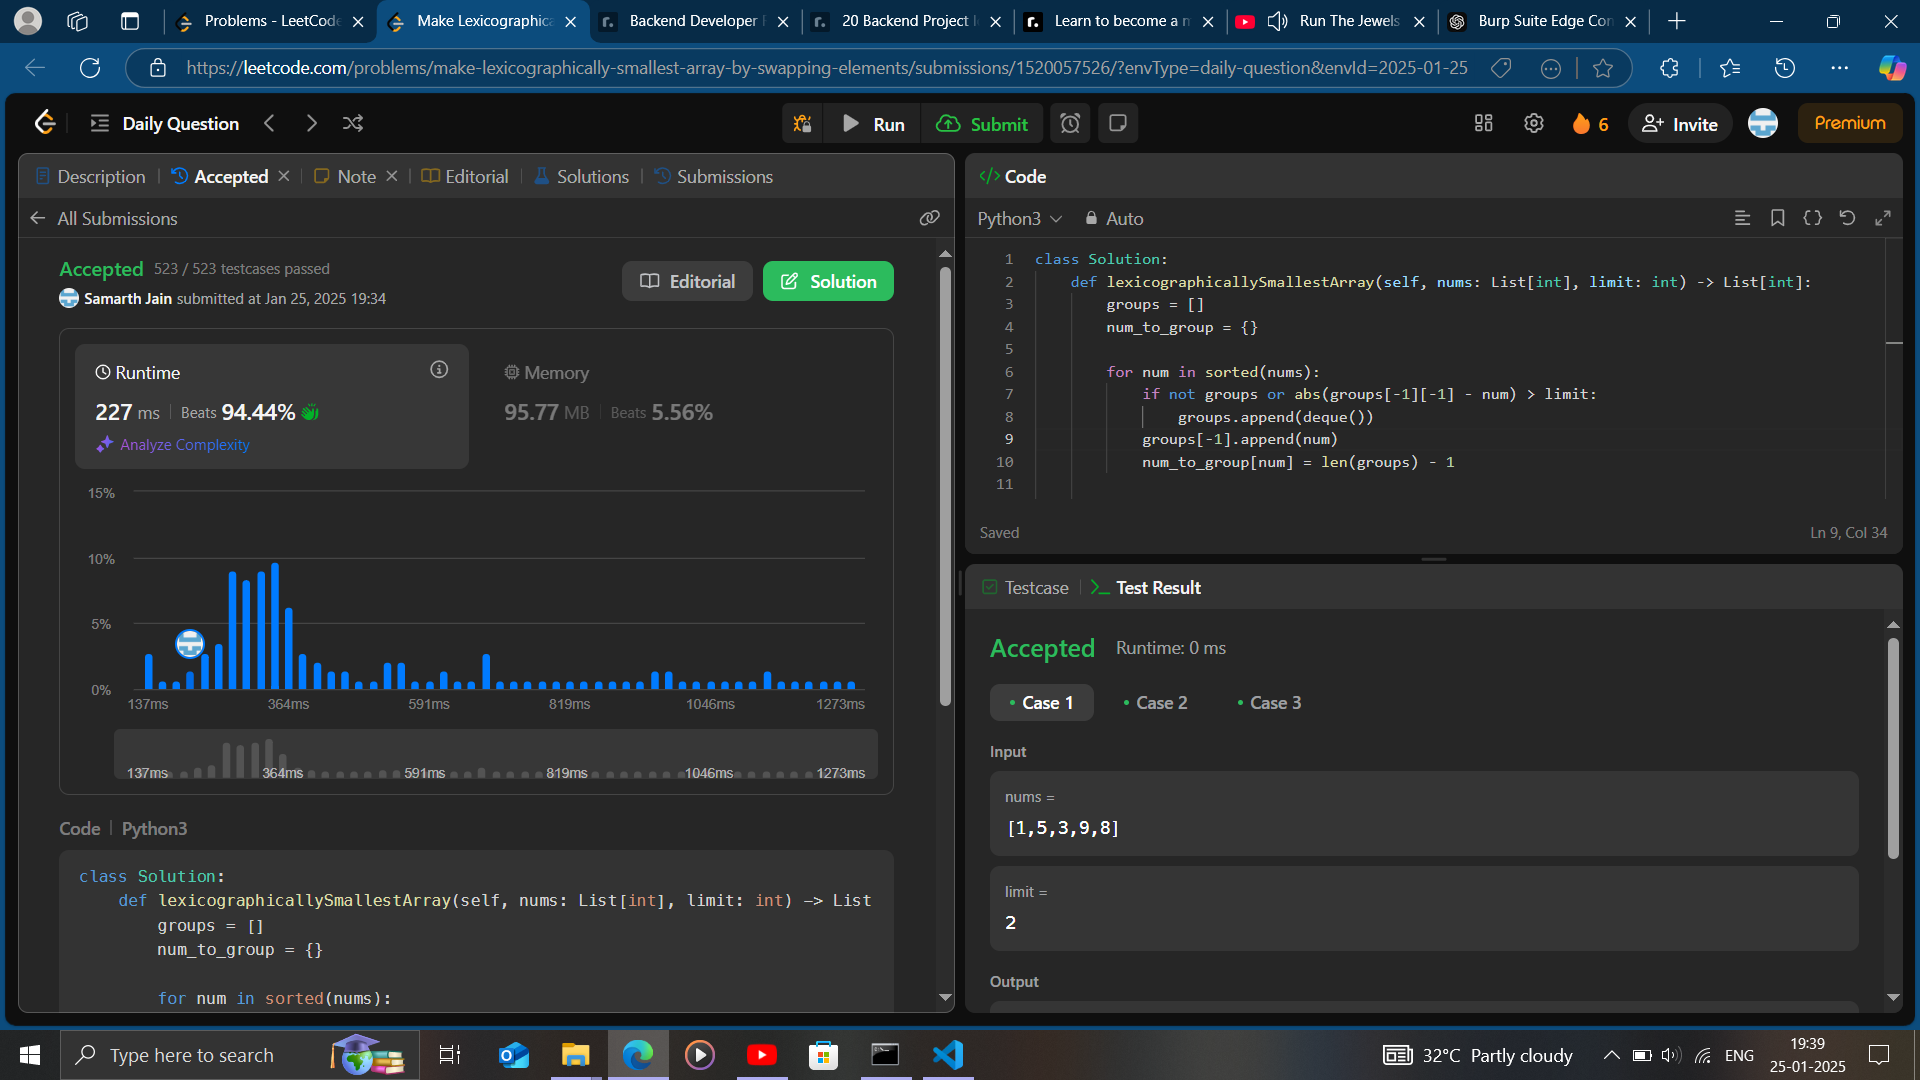 Problems - LeetCode
Make Lexicographica
Backend Developer
20 Backend Project
Learn to become a
Run The Jewels
Burp Suite Edge Con
https://leetcode.com/problems/make-lexicographically-smallest-array-by-swapping-elements/submissions/1520057526/?envType=daily-question&envId=2025-01-25
Daily Question
Run
Submit
6
Invite
Premium
Description
Accepted
Note
Editorial
Solutions
Submissions
All Submissions
Accepted 523 / 523 testcases passed
Samarth Jain submitted at Jan 25, 2025 19:34
Editorial
Solution
Runtime
227 ms | Beats 94.44%
Analyze Complexity
Memory
95.77 MB | Beats 5.56%
15%
10%
5%
0%
137ms 364ms 591ms 819ms 1046ms 1273ms
137ms 364ms 591ms 819ms 1046ms 1273ms
Code | Python3
class Solution:
def lexicographicallySmallestArray(self, nums: List[int], limit: int) -> List
groups = []
num_to_group = {}
for num in sorted(nums):
</> Code
Python3
Auto
1 class Solution:
2 def lexicographicallySmallestArray(self, nums: List[int], limit: int) -> List[int]:
3 groups = []
4 num_to_group = {}
5
6 for num in sorted(nums):
7 if not groups or abs(groups[-1][-1] - num) > limit:
8 groups.append(deque())
9 groups[-1].append(num)
10 num_to_group[num] = len(groups) - 1
11
Saved
Ln 9, Col 34
Testcase
Test Result
Accepted Runtime: 0 ms
Case 1
Case 2
Case 3
Input
nums =
[1,5,3,9,8]
limit =
2
Output
Type here to search
32°C Partly cloudy
ENG
19:39
25-01-2025